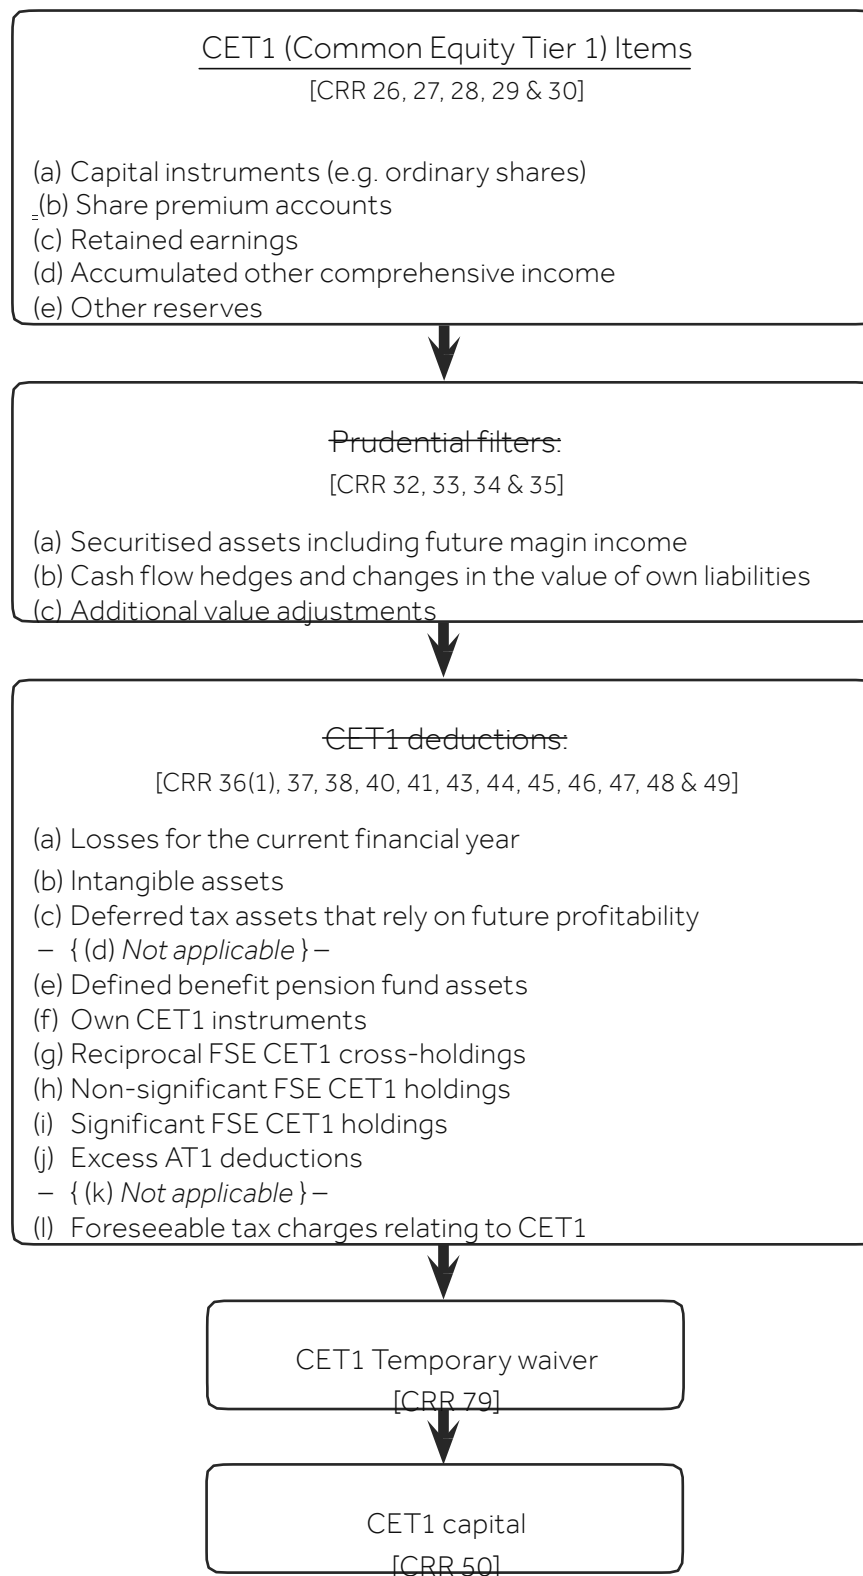 CET1 (Common Equity Tier 1) Items
[CRR 26, 27, 28, 29 & 30]
(a) Capital instruments (e.g. ordinary shares)
(b) Share premium accounts
(c) Retained earnings
(d) Accumulated other comprehensive income
(e) Other reserves
Prudential filters:
[CRR 32, 33, 34 & 35]
(a) Securitised assets including future magin income
(b) Cash flow hedges and changes in the value of own liabilities
(c) Additional value adjustments
CET1 deductions:
[CRR 36(1), 37, 38, 40, 41, 43, 44, 45, 46, 47, 48 & 49]
(a) Losses for the current financial year
(b) Intangible assets
(c) Deferred tax assets that rely on future profitability
– { (d) Not applicable } –
(e) Defined benefit pension fund assets
(f) Own CET1 instruments
(g) Reciprocal FSE CET1 cross-holdings
(h) Non-significant FSE CET1 holdings
(i) Significant FSE CET1 holdings
(j) Excess AT1 deductions
– { (k) Not applicable } –
(l) Foreseeable tax charges relating to CET1
CET1 Temporary waiver
[CRR 79]
CET1 capital
[CRR 50]